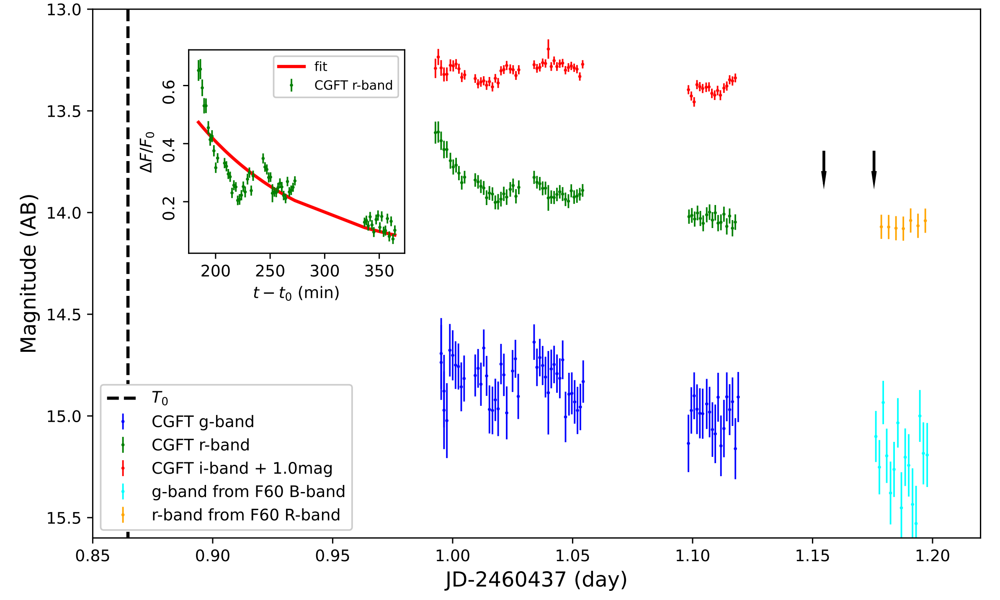 13.0
13.5
14.0
14.5
15.0
15.5
Magnitude (AB)
0.85
0.90
0.95
1.00
1.05
1.10
1.15
1.20
JD-2460437 (day)
0.6
0.4
0.2
ΔF/F₀
200
250
300
350
t − t₀ (min)
fit
CGFT r-band
T₀
CGFT g-band
CGFT r-band
CGFT i-band + 1.0mag
g-band from F60 B-band
r-band from F60 R-band